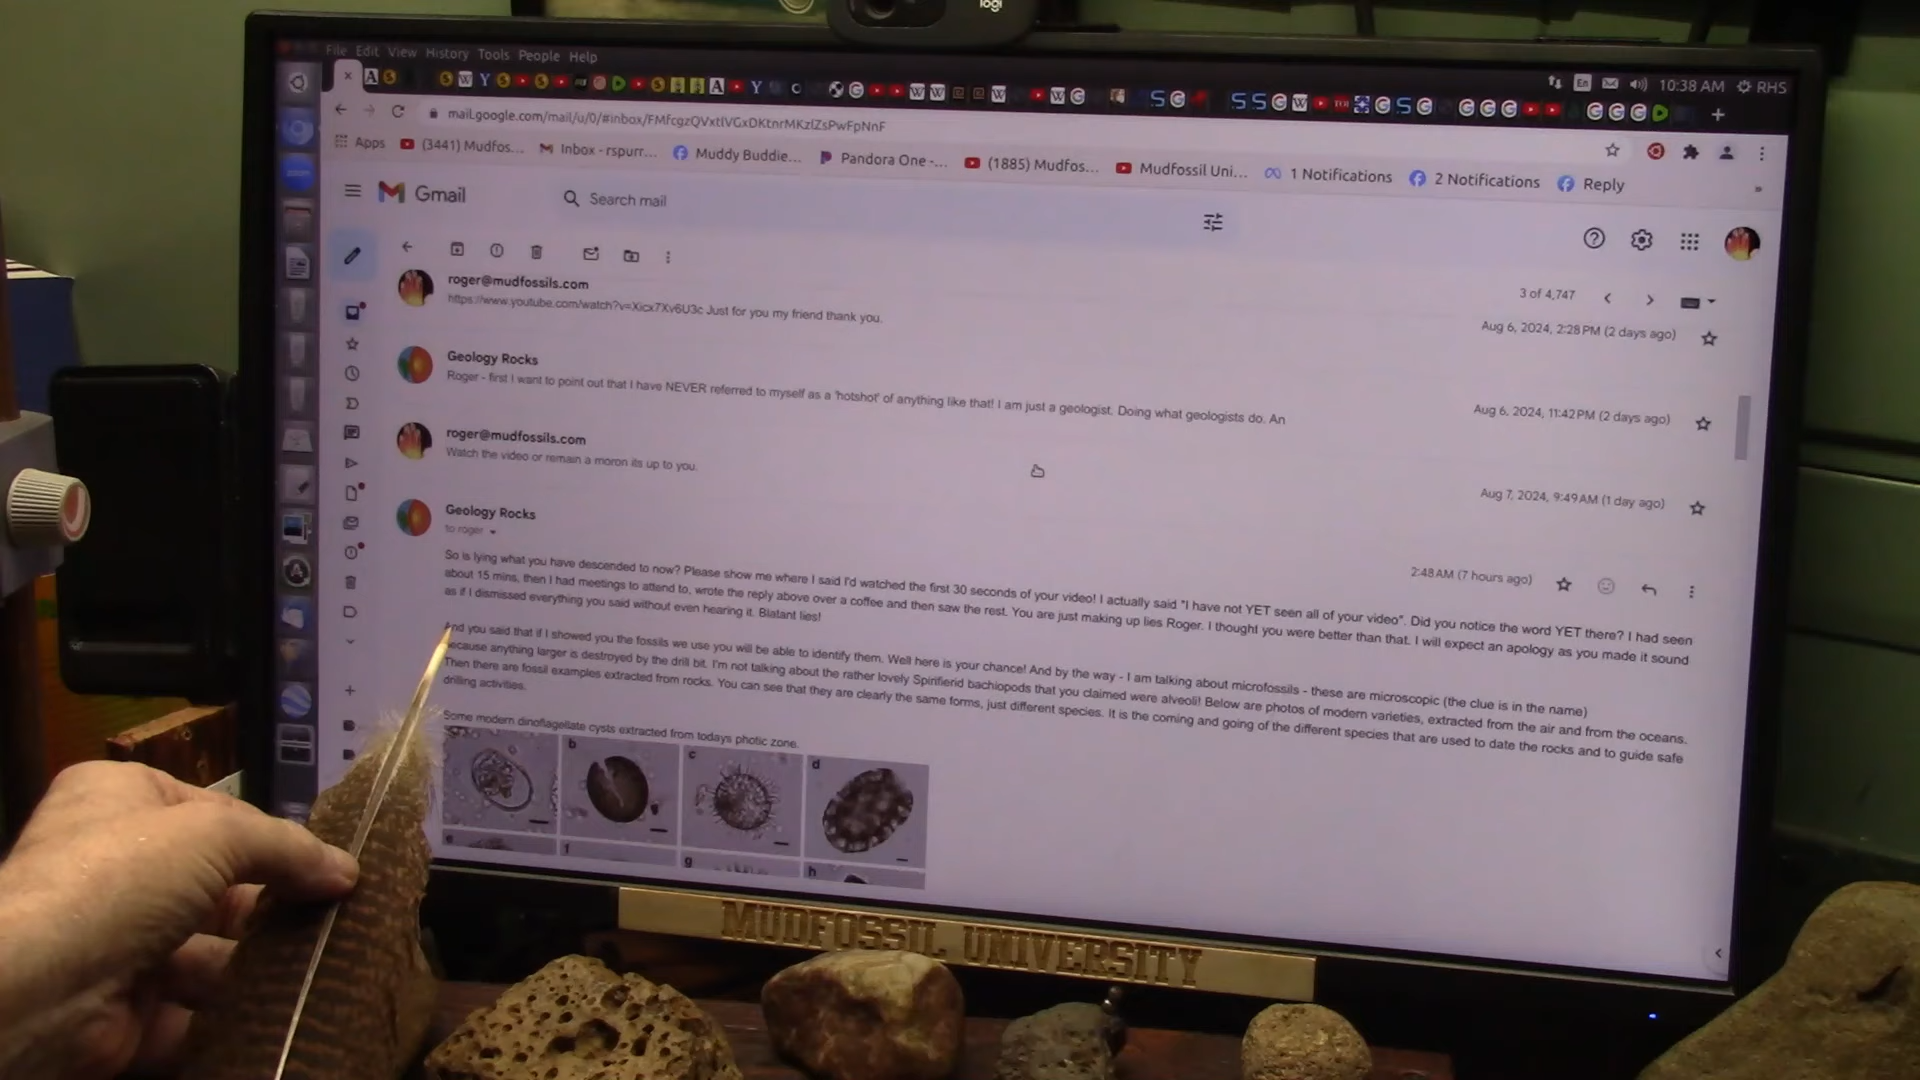 logi
File Edit View History Tools People Help
En 10:38 AM RHS
mail.google.com/mail/u/0/#inbox/FMfcgzQVxtlVGxDKtnrMKzlZsPwFpNnF
Apps (3441) Mudfos... Inbox - rspurr... Muddy Buddie... Pandora One -... (1885) Mudfos... Mudfossil Uni... 1 Notifications 2 Notifications Reply
Gmail Search mail
3 of 4,747
roger@mudfossils.com Aug 6, 2024, 2:28 PM (2 days ago)
https://www.youtube.com/watch?v=Xicx7Xv6U3c Just for you my friend thank you.
Geology Rocks Aug 6, 2024, 11:42 PM (2 days ago)
Roger - first I want to point out that I have NEVER referred to myself as a 'hotshot' of anything like that! I am just a geologist. Doing what geologists do. An
roger@mudfossils.com Aug 7, 2024, 9:49 AM (1 day ago)
Watch the video or remain a moron its up to you.
Geology Rocks 2:48 AM (7 hours ago)
to roger
So is lying what you have descended to now? Please show me where I said I'd watched the first 30 seconds of your video! I actually said "I have not YET seen all of your video". Did you notice the word YET there? I had seen
about 15 mins, then I had meetings to attend to, wrote the reply above over a coffee and then saw the rest. You are just making up lies Roger. I thought you were better than that. I will expect an apology as you made it sound
as if I dismissed everything you said without even hearing it. Blatant lies!
And you said that if I showed you the fossils we use you will be able to identify them. Well here is your chance! And by the way - I am talking about microfossils - these are microscopic (the clue is in the name)
because anything larger is destroyed by the drill bit. I'm not talking about the rather lovely Spirifierid bachiopods that you claimed were alveoli! Below are photos of modern varieties, extracted from the air and from the oceans.
Then there are fossil examples extracted from rocks. You can see that they are clearly the same forms, just different species. It is the coming and going of the different species that are used to date the rocks and to guide safe
drilling activities.
Some modern dinoflagellate cysts extracted from todays photic zone.
b c d
e f g h
MUDFOSSIL UNIVERSITY